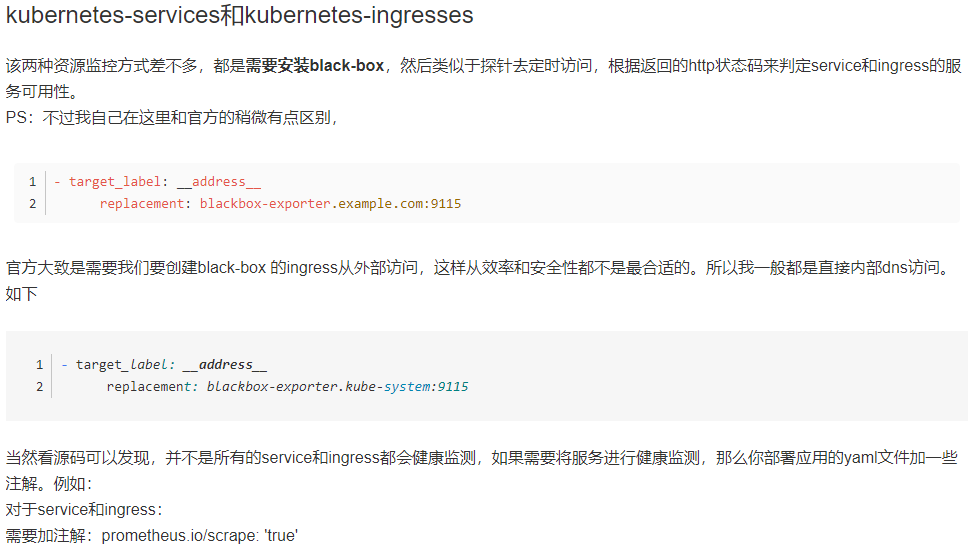 kubernetes-services和kubernetes-ingresses
该两种资源监控方式差不多，都是需要安装black-box，然后类似于探针去定时访问，根据返回的http状态码来判定service和ingress的服
务可用性。
PS：不过我自己在这里和官方的稍微有点区别，
1 - target_label: __address__
2 replacement: blackbox-exporter.example.com:9115
官方大致是需要我们要创建black-box 的ingress从外部访问，这样从效率和安全性都不是最合适的。所以我一般都是直接内部dns访问。
如下
1 - target_label: __address__
2 replacement: blackbox-exporter.kube-system:9115
当然看源码可以发现，并不是所有的service和ingress都会健康监测，如果需要将服务进行健康监测，那么你部署应用的yaml文件加一些
注解。例如：
对于service和ingress：
需要加注解：prometheus.io/scrape: 'true'